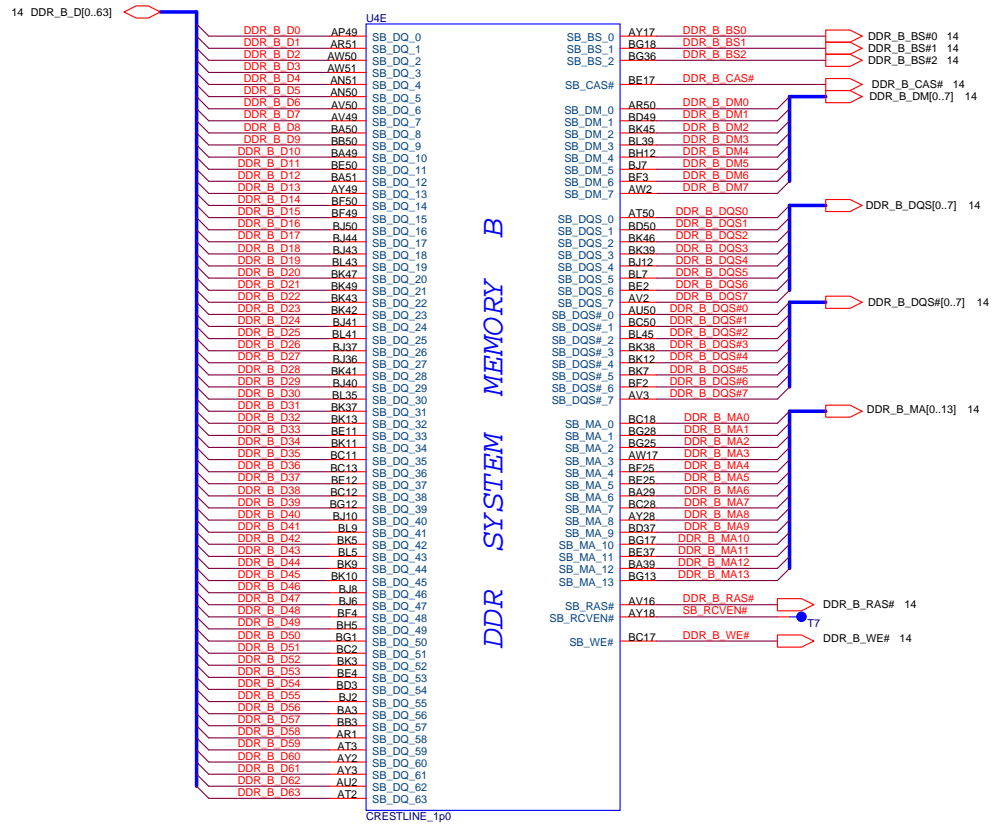 14 DDR_B_D[0..63]
U4E
DDR_B_D0 AP49 SB_DQ_0
DDR_B_D1 AR51 SB_DQ_1
DDR_B_D2 AW50 SB_DQ_2
DDR_B_D3 AW51 SB_DQ_3
DDR_B_D4 AN51 SB_DQ_4
DDR_B_D5 AN50 SB_DQ_5
DDR_B_D6 AV50 SB_DQ_6
DDR_B_D7 AV49 SB_DQ_7
DDR_B_D8 BA50 SB_DQ_8
DDR_B_D9 BB50 SB_DQ_9
DDR_B_D10 BA49 SB_DQ_10
DDR_B_D11 BE50 SB_DQ_11
DDR_B_D12 BA51 SB_DQ_12
DDR_B_D13 AY49 SB_DQ_13
DDR_B_D14 BF50 SB_DQ_14
DDR_B_D15 BF49 SB_DQ_15
DDR_B_D16 BJ50 SB_DQ_16
DDR_B_D17 BJ44 SB_DQ_17
DDR_B_D18 BJ43 SB_DQ_18
DDR_B_D19 BL43 SB_DQ_19
DDR_B_D20 BK47 SB_DQ_20
DDR_B_D21 BK49 SB_DQ_21
DDR_B_D22 BK43 SB_DQ_22
DDR_B_D23 BK42 SB_DQ_23
DDR_B_D24 BJ41 SB_DQ_24
DDR_B_D25 BL41 SB_DQ_25
DDR_B_D26 BJ37 SB_DQ_26
DDR_B_D27 BJ36 SB_DQ_27
DDR_B_D28 BK41 SB_DQ_28
DDR_B_D29 BJ40 SB_DQ_29
DDR_B_D30 BL35 SB_DQ_30
DDR_B_D31 BK37 SB_DQ_31
DDR_B_D32 BK13 SB_DQ_32
DDR_B_D33 BE11 SB_DQ_33
DDR_B_D34 BK11 SB_DQ_34
DDR_B_D35 BC11 SB_DQ_35
DDR_B_D36 BC13 SB_DQ_36
DDR_B_D37 BE12 SB_DQ_37
DDR_B_D38 BC12 SB_DQ_38
DDR_B_D39 BG12 SB_DQ_39
DDR_B_D40 BJ10 SB_DQ_40
DDR_B_D41 BL9 SB_DQ_41
DDR_B_D42 BK5 SB_DQ_42
DDR_B_D43 BL5 SB_DQ_43
DDR_B_D44 BK9 SB_DQ_44
DDR_B_D45 BK10 SB_DQ_45
DDR_B_D46 BJ8 SB_DQ_46
DDR_B_D47 BJ6 SB_DQ_47
DDR_B_D48 BF4 SB_DQ_48
DDR_B_D49 BH5 SB_DQ_49
DDR_B_D50 BG1 SB_DQ_50
DDR_B_D51 BC2 SB_DQ_51
DDR_B_D52 BK3 SB_DQ_52
DDR_B_D53 BE4 SB_DQ_53
DDR_B_D54 BD3 SB_DQ_54
DDR_B_D55 BJ2 SB_DQ_55
DDR_B_D56 BA3 SB_DQ_56
DDR_B_D57 BB3 SB_DQ_57
DDR_B_D58 AR1 SB_DQ_58
DDR_B_D59 AT3 SB_DQ_59
DDR_B_D60 AY2 SB_DQ_60
DDR_B_D61 AY3 SB_DQ_61
DDR_B_D62 AU2 SB_DQ_62
DDR_B_D63 AT2 SB_DQ_63
DDR SYSTEM MEMORY B
SB_BS_0 AY17 DDR_B_BS0 DDR_B_BS#0 14
SB_BS_1 BG18 DDR_B_BS1 DDR_B_BS#1 14
SB_BS_2 BG36 DDR_B_BS2 DDR_B_BS#2 14
SB_CAS# BE17 DDR_B_CAS# DDR_B_CAS# 14
DDR_B_DM[0..7] 14
SB_DM_0 AR50 DDR_B_DM0
SB_DM_1 BD49 DDR_B_DM1
SB_DM_2 BK45 DDR_B_DM2
SB_DM_3 BL39 DDR_B_DM3
SB_DM_4 BH12 DDR_B_DM4
SB_DM_5 BJ7 DDR_B_DM5
SB_DM_6 BF3 DDR_B_DM6
SB_DM_7 AW2 DDR_B_DM7
DDR_B_DQS[0..7] 14
SB_DQS_0 AT50 DDR_B_DQS0
SB_DQS_1 BD50 DDR_B_DQS1
SB_DQS_2 BK46 DDR_B_DQS2
SB_DQS_3 BK39 DDR_B_DQS3
SB_DQS_4 BJ12 DDR_B_DQS4
SB_DQS_5 BL7 DDR_B_DQS5
SB_DQS_6 BE2 DDR_B_DQS6
SB_DQS_7 AV2 DDR_B_DQS7
DDR_B_DQS#[0..7] 14
SB_DQS#_0 AU50 DDR_B_DQS#0
SB_DQS#_1 BC50 DDR_B_DQS#1
SB_DQS#_2 BL45 DDR_B_DQS#2
SB_DQS#_3 BK38 DDR_B_DQS#3
SB_DQS#_4 BK12 DDR_B_DQS#4
SB_DQS#_5 BK7 DDR_B_DQS#5
SB_DQS#_6 BF2 DDR_B_DQS#6
SB_DQS#_7 AV3 DDR_B_DQS#7
DDR_B_MA[0..13] 14
SB_MA_0 BC18 DDR_B_MA0
SB_MA_1 BG28 DDR_B_MA1
SB_MA_2 BG25 DDR_B_MA2
SB_MA_3 AW17 DDR_B_MA3
SB_MA_4 BF25 DDR_B_MA4
SB_MA_5 BE25 DDR_B_MA5
SB_MA_6 BA29 DDR_B_MA6
SB_MA_7 BC28 DDR_B_MA7
SB_MA_8 AY28 DDR_B_MA8
SB_MA_9 BD37 DDR_B_MA9
SB_MA_10 BG17 DDR_B_MA10
SB_MA_11 BE37 DDR_B_MA11
SB_MA_12 BA39 DDR_B_MA12
SB_MA_13 BG13 DDR_B_MA13
SB_RAS# AV16 DDR_B_RAS# DDR_B_RAS# 14
SB_RCVEN# AY18 SB_RCVEN# T7
SB_WE# BC17 DDR_B_WE# DDR_B_WE# 14
CRESTLINE_1p0